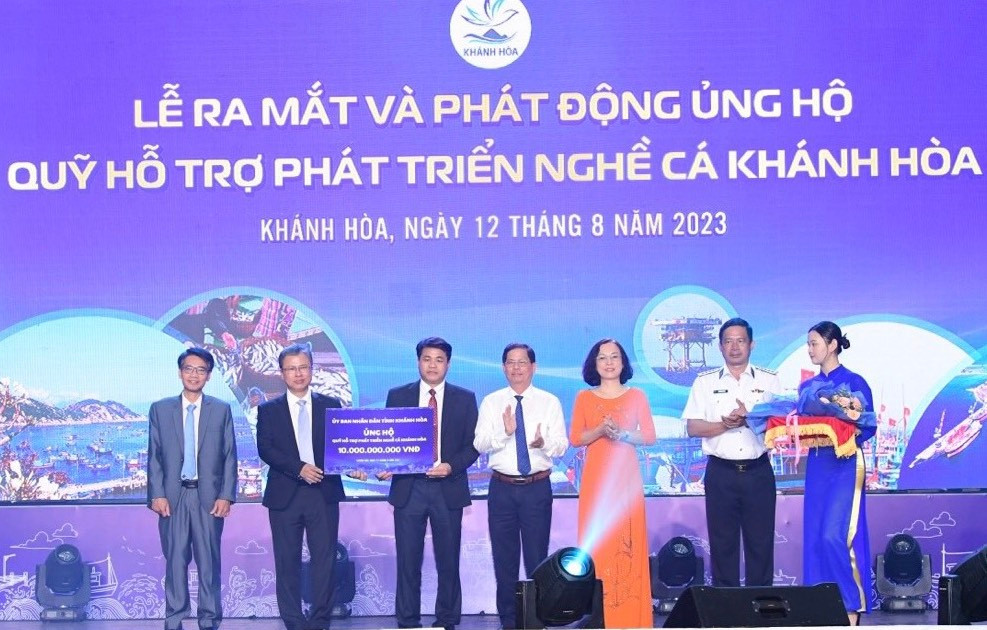 KHÁNH HÒA
LỄ RA MẮT VÀ PHÁT ĐỘNG ỦNG HỘ
QUỸ HỖ TRỢ PHÁT TRIỂN NGHỀ CÁ KHÁNH HÒA
KHÁNH HÒA, NGÀY 12 THÁNG 8 NĂM 2023
ỦY BAN NHÂN DÂN TỈNH KHÁNH HÒA
ỦNG HỘ
QUỸ HỖ TRỢ PHÁT TRIỂN NGHỀ CÁ KHÁNH HÒA
10.000.000.000 VNĐ